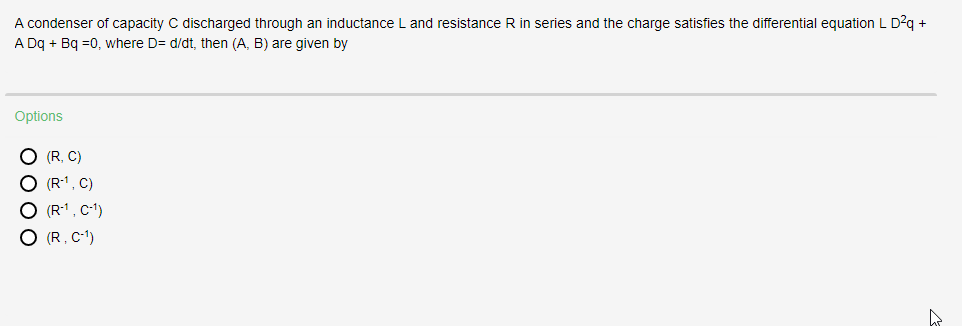 A condenser of capacity C discharged through an inductance L and resistance R in series and the charge satisfies the differential equation L D²q +
A Dq + Bq =0, where D= d/dt, then (A, B) are given by
Options
(R, C)
(R⁻¹ , C)
(R⁻¹ , C⁻¹)
(R , C⁻¹)